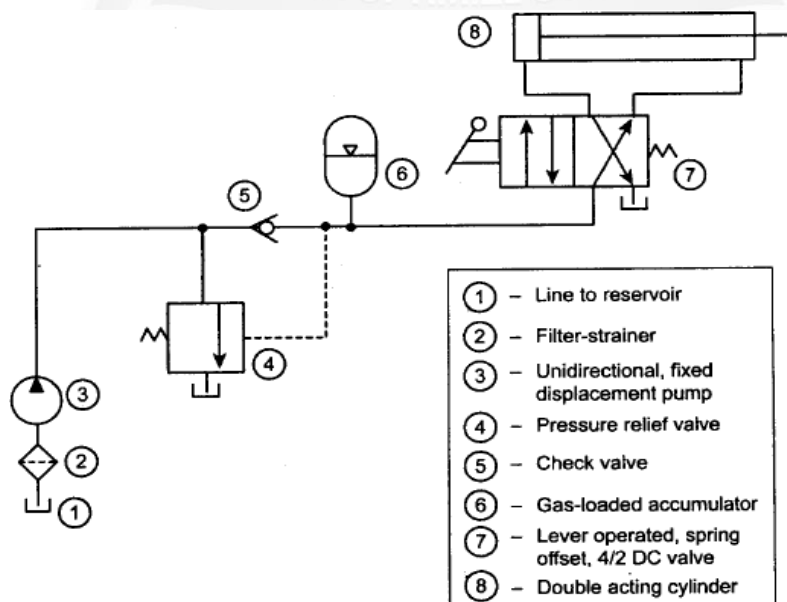 8
6
7
5
4
3
2
1
1 – Line to reservoir
2 – Filter-strainer
3 – Unidirectional, fixed
displacement pump
4 – Pressure relief valve
5 – Check valve
6 – Gas-loaded accumulator
7 – Lever operated, spring
offset, 4/2 DC valve
8 – Double acting cylinder